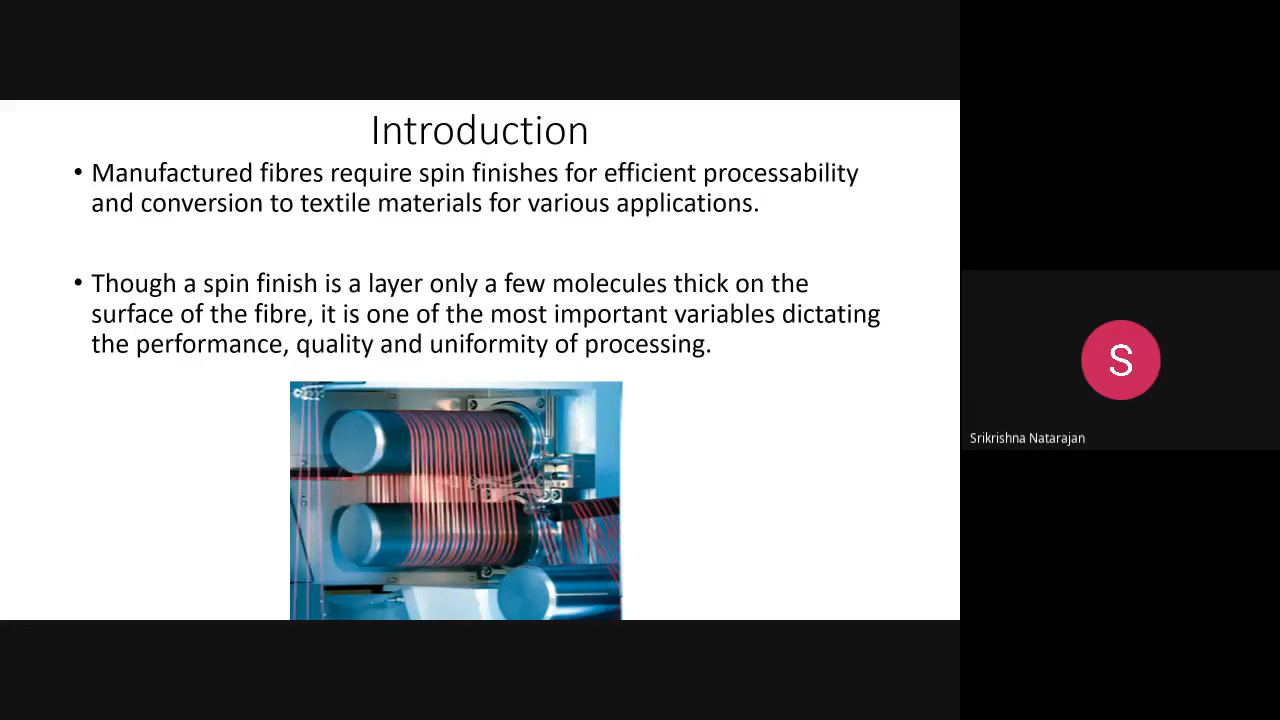 Introduction
• Manufactured fibres require spin finishes for efficient processability
and conversion to textile materials for various applications.
• Though a spin finish is a layer only a few molecules thick on the
surface of the fibre, it is one of the most important variables dictating
the performance, quality and uniformity of processing.
S
Srikrishna Natarajan